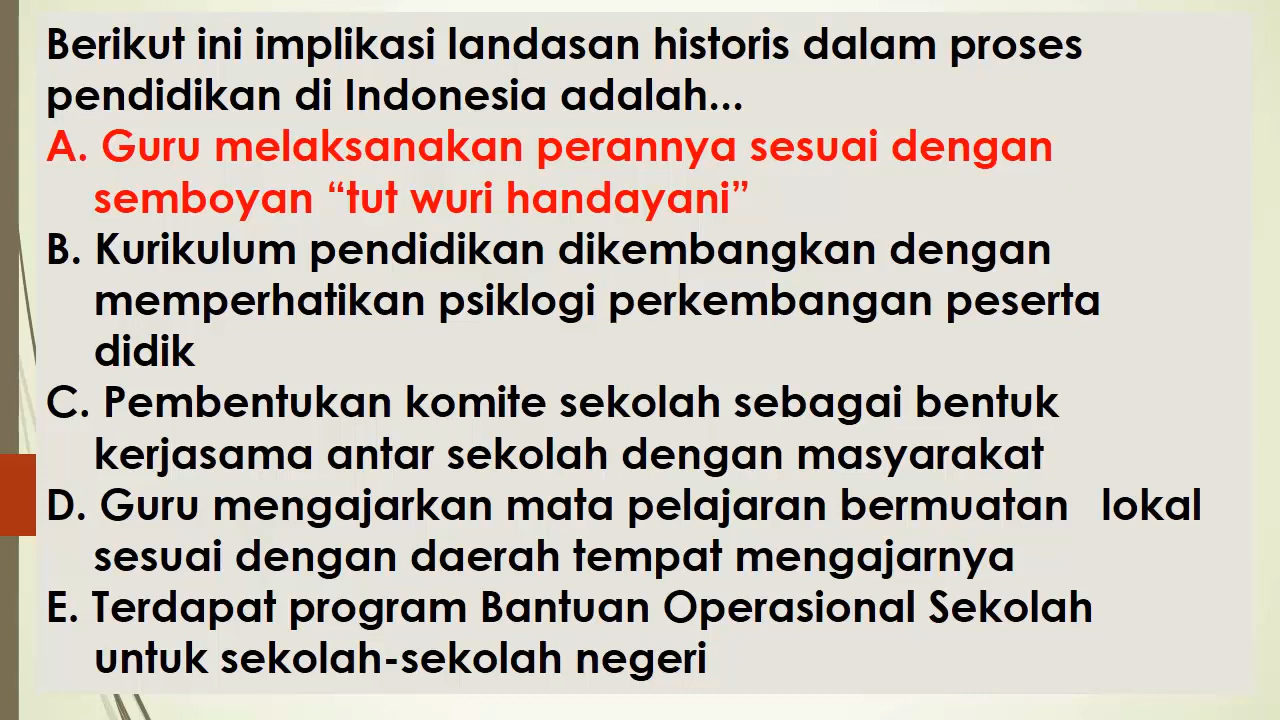 Berikut ini implikasi landasan historis dalam proses
pendidikan di Indonesia adalah...
A. Guru melaksanakan perannya sesuai dengan
semboyan “tut wuri handayani”
B. Kurikulum pendidikan dikembangkan dengan
memperhatikan psiklogi perkembangan peserta
didik
C. Pembentukan komite sekolah sebagai bentuk
kerjasama antar sekolah dengan masyarakat
D. Guru mengajarkan mata pelajaran bermuatan lokal
sesuai dengan daerah tempat mengajarnya
E. Terdapat program Bantuan Operasional Sekolah
untuk sekolah-sekolah negeri